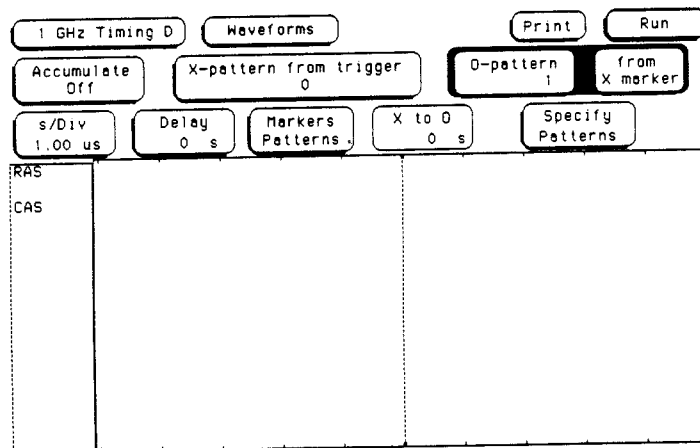 1 GHz Timing D
Waveforms
Print
Run
Accumulate
Off
X-pattern from trigger
0
O-pattern
1
from
X marker
s/Div
1.00 us
Delay
0 s
Markers
Patterns
X to O
0 s
Specify
Patterns
RAS
CAS